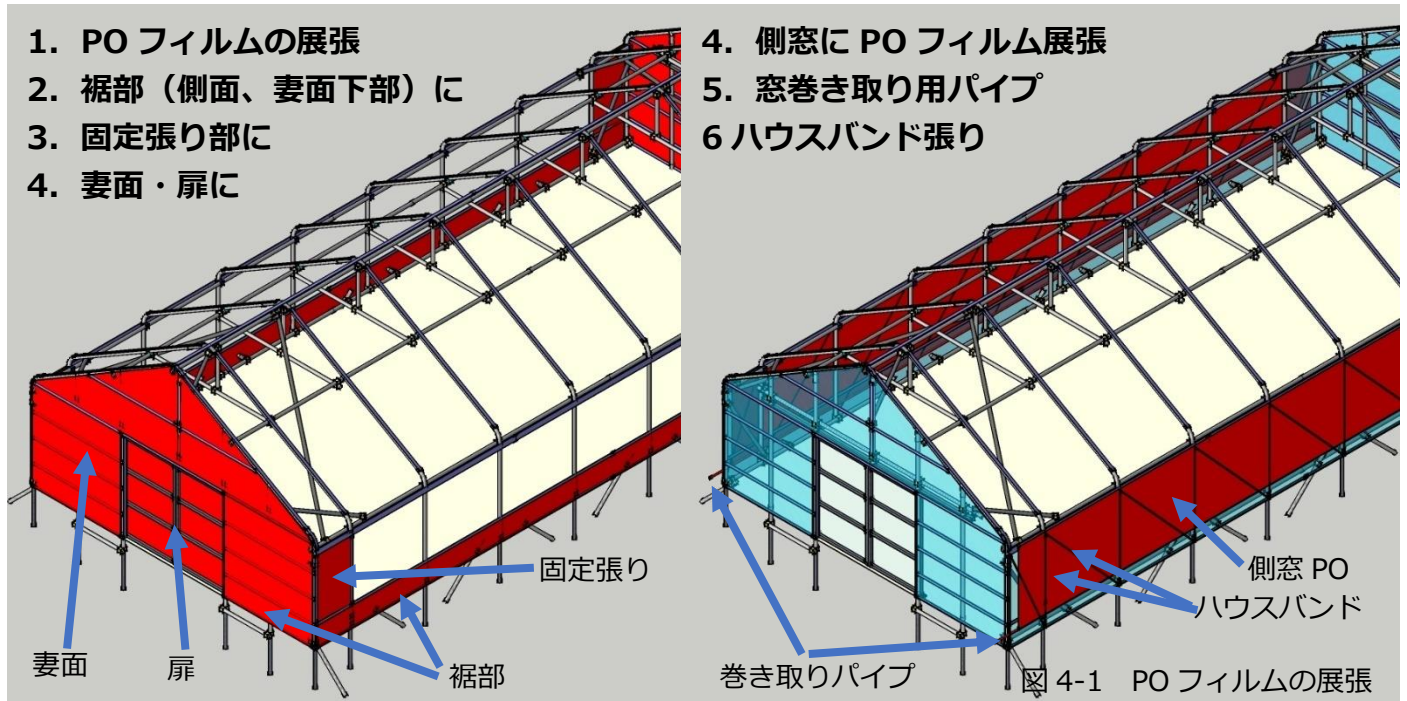 1. PO フィルムの展張
2. 裾部（側面、妻面下部）に
3. 固定張り部に
4. 妻面・扉に
固定張り
妻面
扉
裾部
4. 側窓に PO フィルム展張
5. 窓巻き取り用パイプ
6 ハウスバンド張り
側窓 PO
ハウスバンド
巻き取りパイプ
図 4-1 PO フィルムの展張